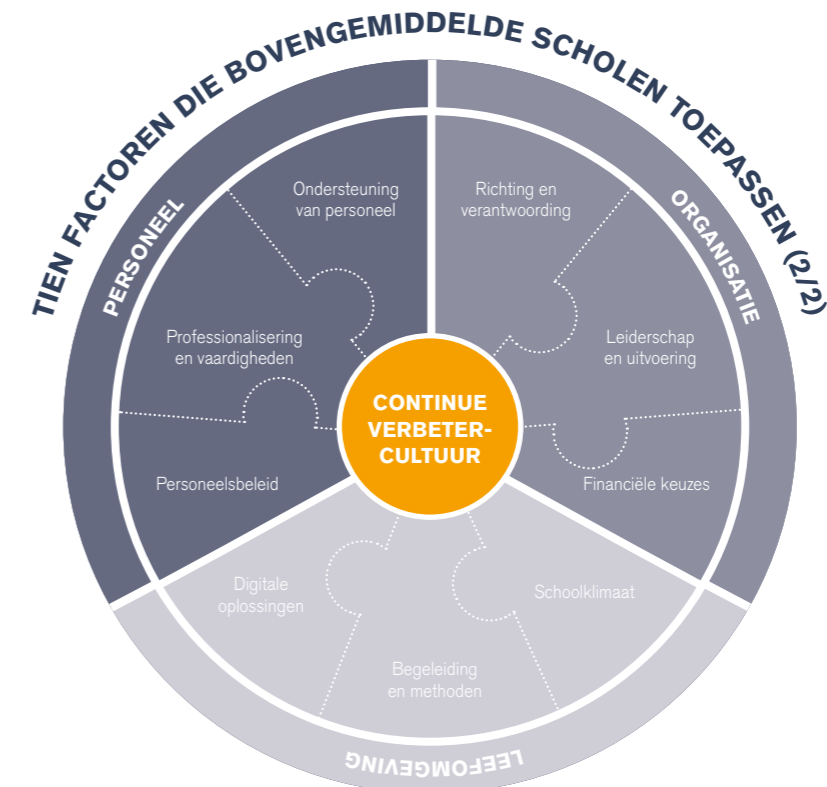 TIEN FACTOREN DIE BOVENGEMIDDELDE SCHOLEN TOEPASSEN (2/2)
PERSONEEL
Ondersteuning
van personeel
Professionalisering
en vaardigheden
Personeelsbeleid
ORGANISATIE
Richting en
verantwoording
Leiderschap
en uitvoering
Financiële keuzes
CONTINUE
VERBETER-
CULTUUR
Digitale
oplossingen
Schoolklimaat
Begeleiding
en methoden
LEEFOMGEVING